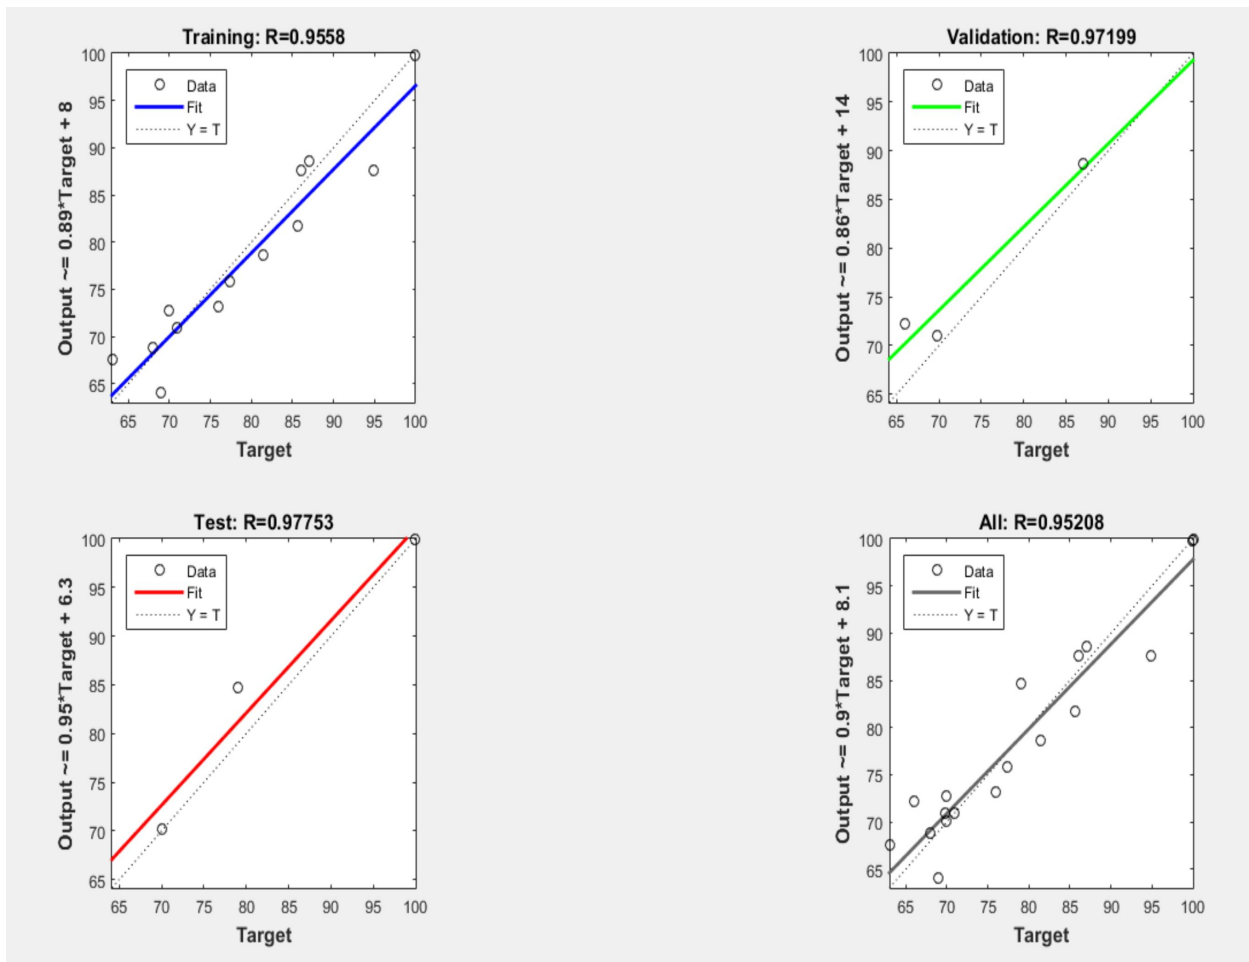 Training: R=0.9558
Output ~= 0.89*Target + 8
100
95
90
85
80
75
70
65
Data
Fit
Y = T
65 70 75 80 85 90 95 100
Target
Validation: R=0.97199
Output ~= 0.86*Target + 14
100
95
90
85
80
75
70
65
Data
Fit
Y = T
65 70 75 80 85 90 95 100
Target
Test: R=0.97753
Output ~= 0.95*Target + 6.3
100
95
90
85
80
75
70
65
Data
Fit
Y = T
65 70 75 80 85 90 95 100
Target
All: R=0.95208
Output ~= 0.9*Target + 8.1
100
95
90
85
80
75
70
65
Data
Fit
Y = T
65 70 75 80 85 90 95 100
Target